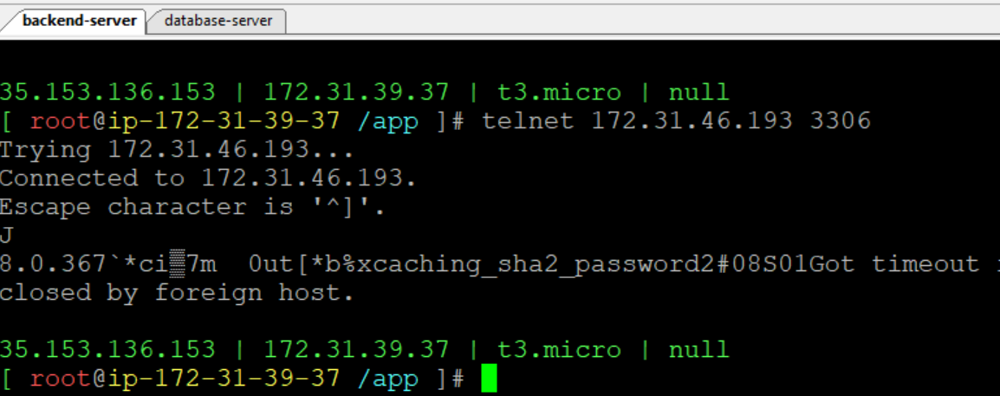 backend-server database-server
35.153.136.153 | 172.31.39.37 | t3.micro | null
[ root@ip-172-31-39-37 /app ]# telnet 172.31.46.193 3306
Trying 172.31.46.193...
Connected to 172.31.46.193.
Escape character is '^]'.
J
8.0.367`*ci▒7m  0ut[*b%xcaching_sha2_password2#08S01Got timeout
closed by foreign host.
35.153.136.153 | 172.31.39.37 | t3.micro | null
[ root@ip-172-31-39-37 /app ]#